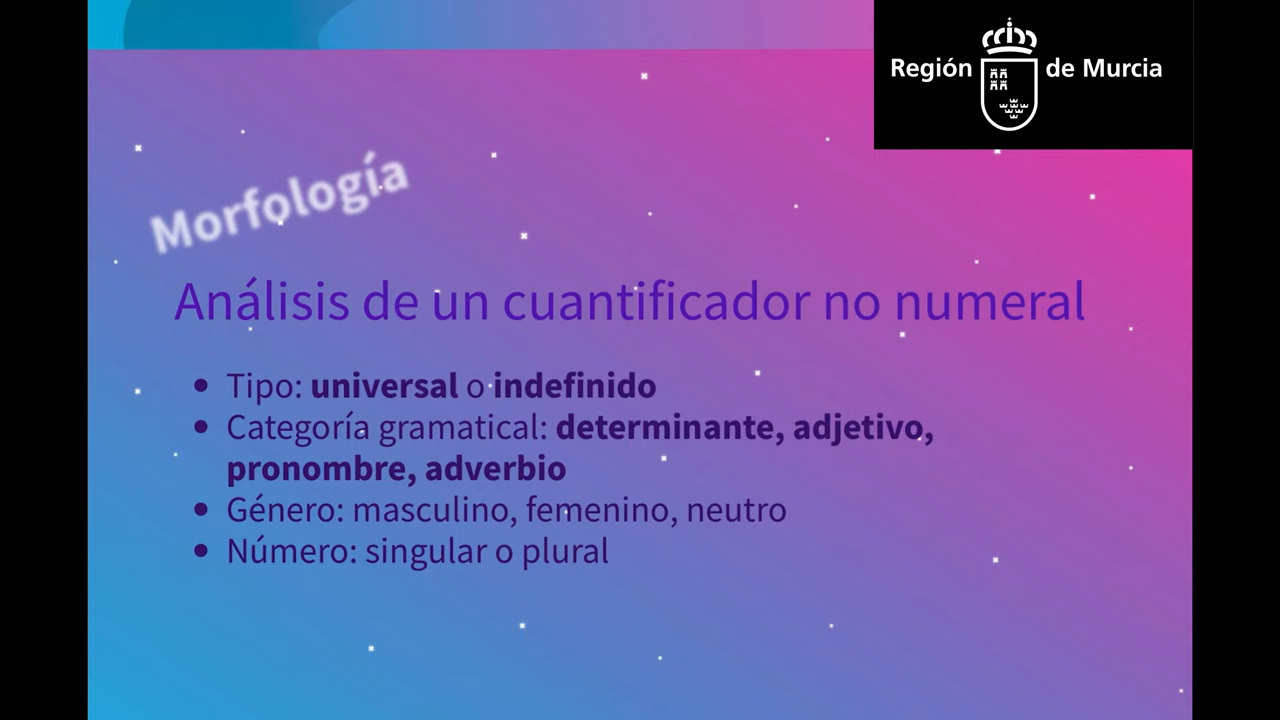 Región de Murcia
Morfología
Análisis de un cuantificador no numeral
• Tipo: universal o indefinido
• Categoría gramatical: determinante, adjetivo,
pronombre, adverbio
• Género: masculino, femenino, neutro
• Número: singular o plural